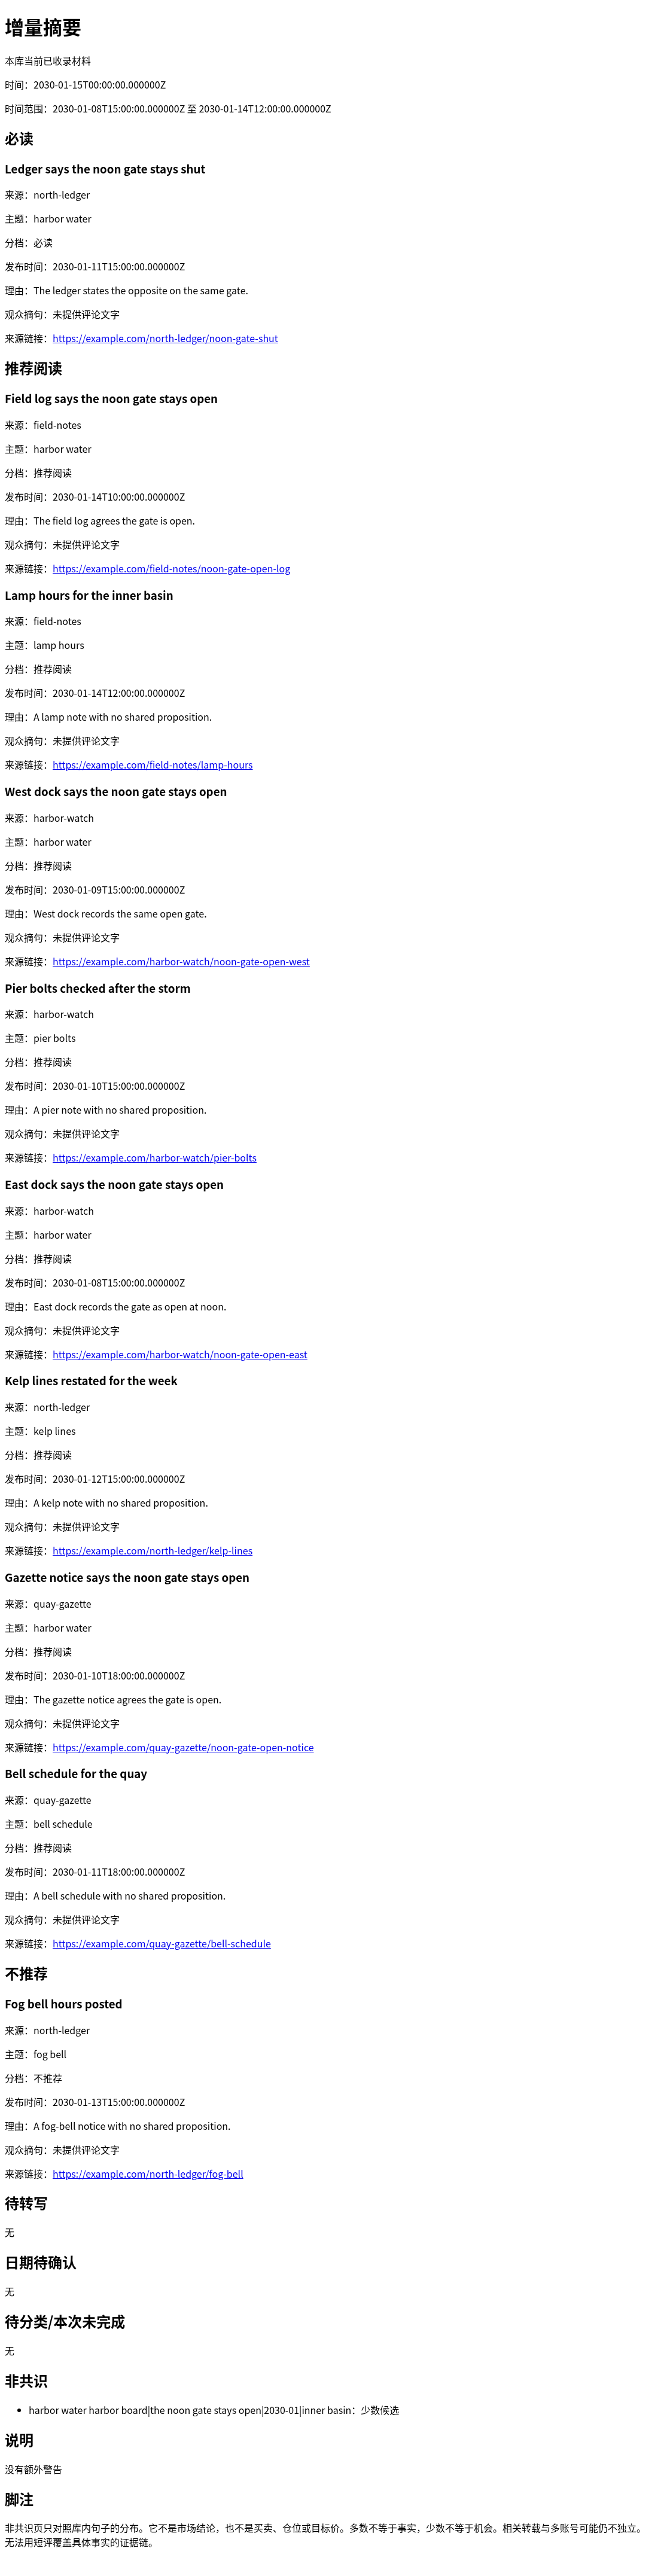 增量摘要
本库当前已收录材料
时间：2030-01-15T00:00:00.000000Z
时间范围：2030-01-08T15:00:00.000000Z 至 2030-01-14T12:00:00.000000Z
必读
Ledger says the noon gate stays shut
来源：north-ledger
主题：harbor water
分档：必读
发布时间：2030-01-11T15:00:00.000000Z
理由：The ledger states the opposite on the same gate.
观众摘句：未提供评论文字
来源链接：https://example.com/north-ledger/noon-gate-shut
推荐阅读
Field log says the noon gate stays open
来源：field-notes
主题：harbor water
分档：推荐阅读
发布时间：2030-01-14T10:00:00.000000Z
理由：The field log agrees the gate is open.
观众摘句：未提供评论文字
来源链接：https://example.com/field-notes/noon-gate-open-log
Lamp hours for the inner basin
来源：field-notes
主题：lamp hours
分档：推荐阅读
发布时间：2030-01-14T12:00:00.000000Z
理由：A lamp note with no shared proposition.
观众摘句：未提供评论文字
来源链接：https://example.com/field-notes/lamp-hours
West dock says the noon gate stays open
来源：harbor-watch
主题：harbor water
分档：推荐阅读
发布时间：2030-01-09T15:00:00.000000Z
理由：West dock records the same open gate.
观众摘句：未提供评论文字
来源链接：https://example.com/harbor-watch/noon-gate-open-west
Pier bolts checked after the storm
来源：harbor-watch
主题：pier bolts
分档：推荐阅读
发布时间：2030-01-10T15:00:00.000000Z
理由：A pier note with no shared proposition.
观众摘句：未提供评论文字
来源链接：https://example.com/harbor-watch/pier-bolts
East dock says the noon gate stays open
来源：harbor-watch
主题：harbor water
分档：推荐阅读
发布时间：2030-01-08T15:00:00.000000Z
理由：East dock records the gate as open at noon.
观众摘句：未提供评论文字
来源链接：https://example.com/harbor-watch/noon-gate-open-east
Kelp lines restated for the week
来源：north-ledger
主题：kelp lines
分档：推荐阅读
发布时间：2030-01-12T15:00:00.000000Z
理由：A kelp note with no shared proposition.
观众摘句：未提供评论文字
来源链接：https://example.com/north-ledger/kelp-lines
Gazette notice says the noon gate stays open
来源：quay-gazette
主题：harbor water
分档：推荐阅读
发布时间：2030-01-10T18:00:00.000000Z
理由：The gazette notice agrees the gate is open.
观众摘句：未提供评论文字
来源链接：https://example.com/quay-gazette/noon-gate-open-notice
Bell schedule for the quay
来源：quay-gazette
主题：bell schedule
分档：推荐阅读
发布时间：2030-01-11T18:00:00.000000Z
理由：A bell schedule with no shared proposition.
观众摘句：未提供评论文字
来源链接：https://example.com/quay-gazette/bell-schedule
不推荐
Fog bell hours posted
来源：north-ledger
主题：fog bell
分档：不推荐
发布时间：2030-01-13T15:00:00.000000Z
理由：A fog-bell notice with no shared proposition.
观众摘句：未提供评论文字
来源链接：https://example.com/north-ledger/fog-bell
待转写
无
日期待确认
无
待分类/本次未完成
无
非共识
• harbor water harbor board|the noon gate stays open|2030-01|inner basin：少数候选
说明
没有额外警告
脚注
非共识页只对照库内句子的分布。它不是市场结论，也不是买卖、仓位或目标价。多数不等于事实，少数不等于机会。相关转载与多账号可能仍不独立。
无法用短评覆盖具体事实的证据链。